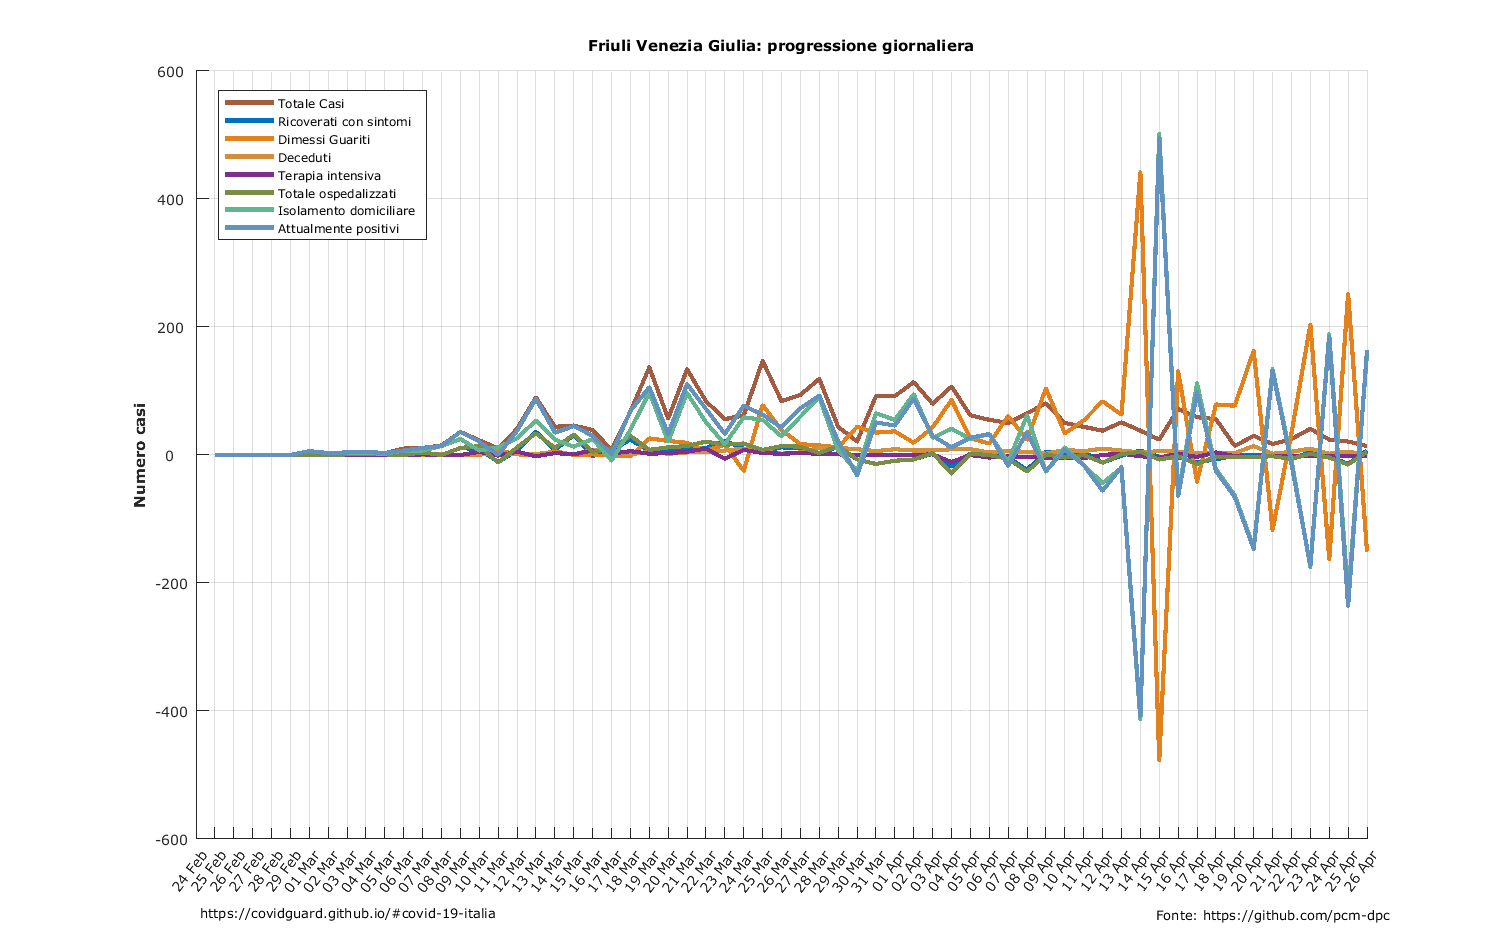 Friuli Venezia Giulia: progressione giornaliera
600
400
200
0
-200
-400
-600
Numero casi
Totale Casi
Ricoverati con sintomi
Dimessi Guariti
Deceduti
Terapia intensiva
Totale ospedalizzati
Isolamento domiciliare
Attualmente positivi
24 Feb
25 Feb
26 Feb
27 Feb
28 Feb
29 Feb
01 Mar
02 Mar
03 Mar
04 Mar
05 Mar
06 Mar
07 Mar
08 Mar
09 Mar
10 Mar
11 Mar
12 Mar
13 Mar
14 Mar
15 Mar
16 Mar
17 Mar
18 Mar
19 Mar
20 Mar
21 Mar
22 Mar
23 Mar
24 Mar
25 Mar
26 Mar
27 Mar
28 Mar
29 Mar
30 Mar
31 Mar
01 Apr
02 Apr
03 Apr
04 Apr
05 Apr
06 Apr
07 Apr
08 Apr
09 Apr
10 Apr
11 Apr
12 Apr
13 Apr
14 Apr
15 Apr
16 Apr
17 Apr
18 Apr
19 Apr
20 Apr
21 Apr
22 Apr
23 Apr
24 Apr
25 Apr
26 Apr
https://covidguard.github.io/#covid-19-italia
Fonte: https://github.com/pcm-dpc